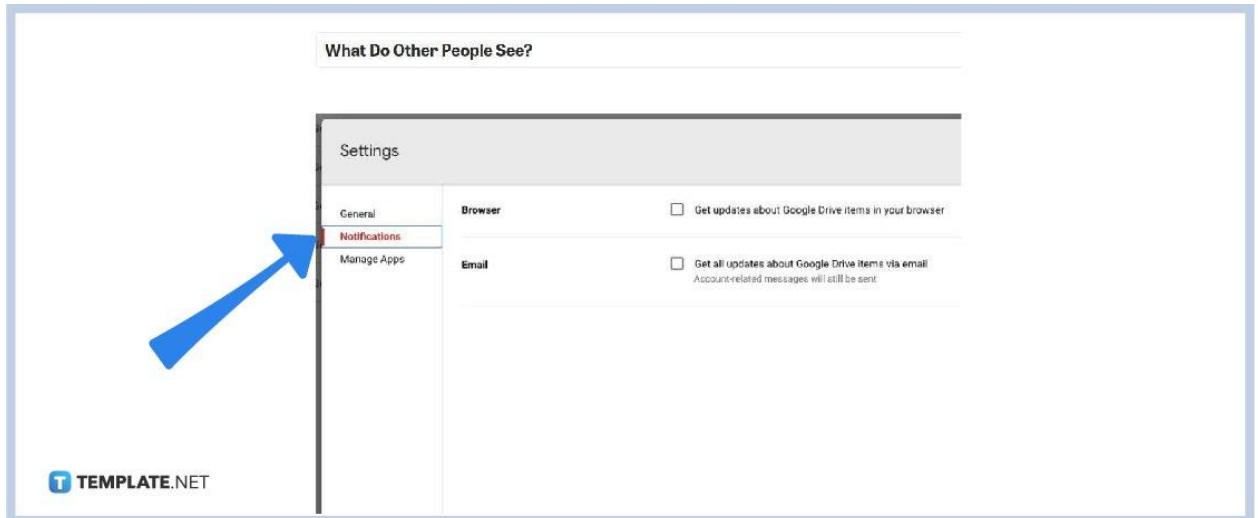 What Do Other People See?
Settings
General
Notifications
Manage Apps
Browser
Get updates about Google Drive items in your browser
Email
Get all updates about Google Drive items via email
Account-related messages will still be sent
T TEMPLATE.NET